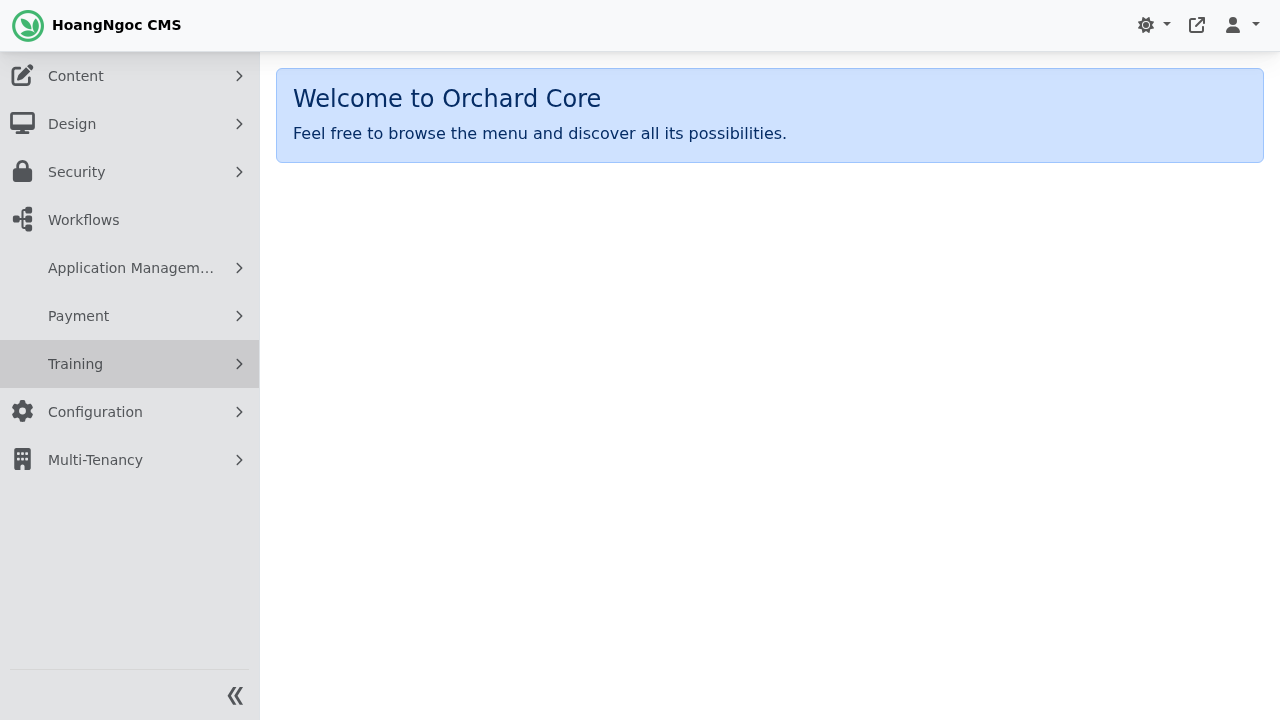 HoangNgoc CMS
Content
Design
Security
Workflows
Application Managem...
Payment
Training
Configuration
Multi-Tenancy
Welcome to Orchard Core
Feel free to browse the menu and discover all its possibilities.